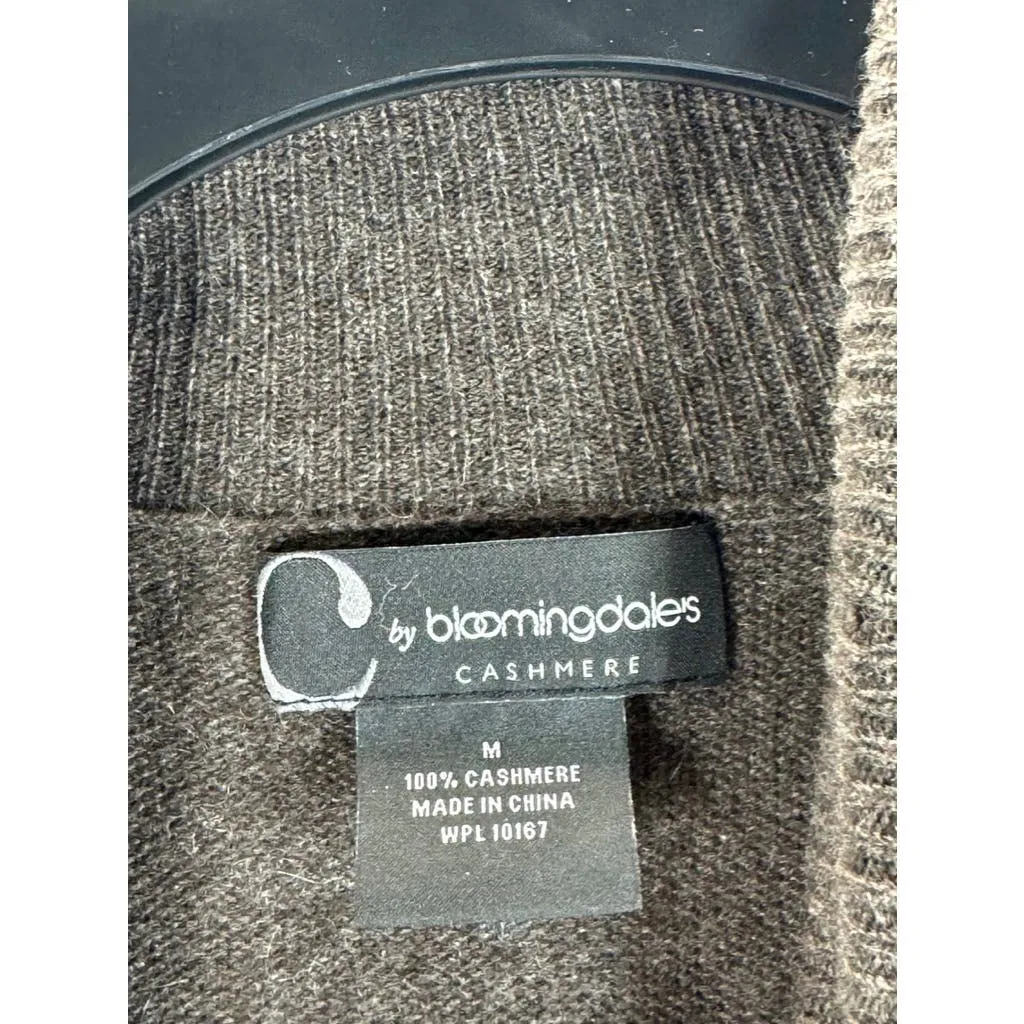 C by bloomingdale's
CASHMERE
M
100% CASHMERE
MADE IN CHINA
WPL 10167